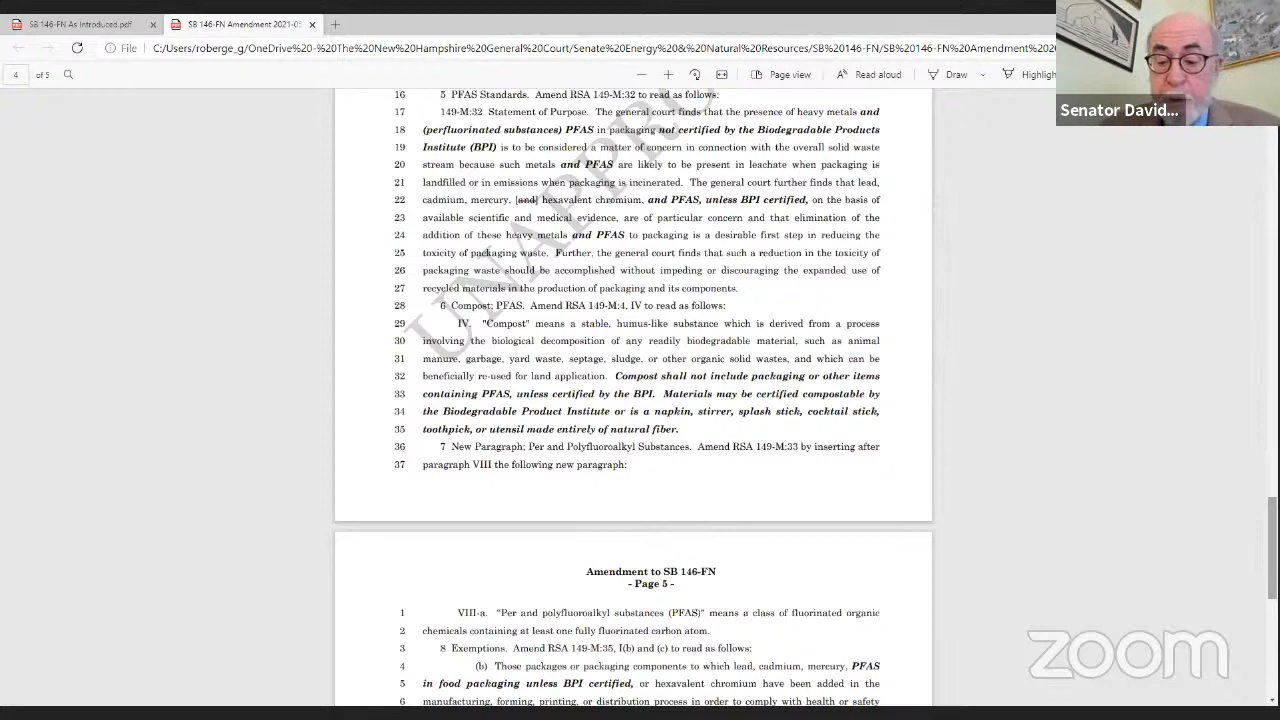 SB 146-FN As Introduced.pdf
SB 146-FN Amendment 2021-05
File C:/Users/roberge_g/OneDrive%20-%20The%20New%20Hampshire%20General%20Court/Senate%20Energy%20&%20Natural%20Resources/SB%20146-FN/SB%20146-FN%20Amendment%202
4 of 5 Page view Read aloud Draw Highligh
Senator David...
16 5 PFAS Standards. Amend RSA 149-M:32 to read as follows:
17 149-M:32 Statement of Purpose. The general court finds that the presence of heavy metals and
18 (perfluorinated substances) PFAS in packaging not certified by the Biodegradable Products
19 Institute (BPI) is to be considered a matter of concern in connection with the overall solid waste
20 stream because such metals and PFAS are likely to be present in leachate when packaging is
21 landfilled or in emissions when packaging is incinerated. The general court further finds that lead,
22 cadmium, mercury, [and] hexavalent chromium, and PFAS, unless BPI certified, on the basis of
23 available scientific and medical evidence, are of particular concern and that elimination of the
24 addition of these heavy metals and PFAS to packaging is a desirable first step in reducing the
25 toxicity of packaging waste. Further, the general court finds that such a reduction in the toxicity of
26 packaging waste should be accomplished without impeding or discouraging the expanded use of
27 recycled materials in the production of packaging and its components.
28 6 Compost; PFAS. Amend RSA 149-M:4, IV to read as follows:
29 IV. "Compost" means a stable, humus-like substance which is derived from a process
30 involving the biological decomposition of any readily biodegradable material, such as animal
31 manure, garbage, yard waste, septage, sludge, or other organic solid wastes, and which can be
32 beneficially re-used for land application. Compost shall not include packaging or other items
33 containing PFAS, unless certified by the BPI. Materials may be certified compostable by
34 the Biodegradable Product Institute or is a napkin, stirrer, splash stick, cocktail stick,
35 toothpick, or utensil made entirely of natural fiber.
36 7 New Paragraph; Per and Polyfluoroalkyl Substances. Amend RSA 149-M:33 by inserting after
37 paragraph VIII the following new paragraph:
UNAPPRO
Amendment to SB 146-FN
- Page 5 -
1 VIII-a. "Per and polyfluoroalkyl substances (PFAS)" means a class of fluorinated organic
2 chemicals containing at least one fully fluorinated carbon atom.
3 8 Exemptions. Amend RSA 149-M:35, I(b) and (c) to read as follows:
4 (b) Those packages or packaging components to which lead, cadmium, mercury, PFAS
5 in food packaging unless BPI certified, or hexavalent chromium have been added in the
6 manufacturing, forming, printing, or distribution process in order to comply with health or safety
zoom